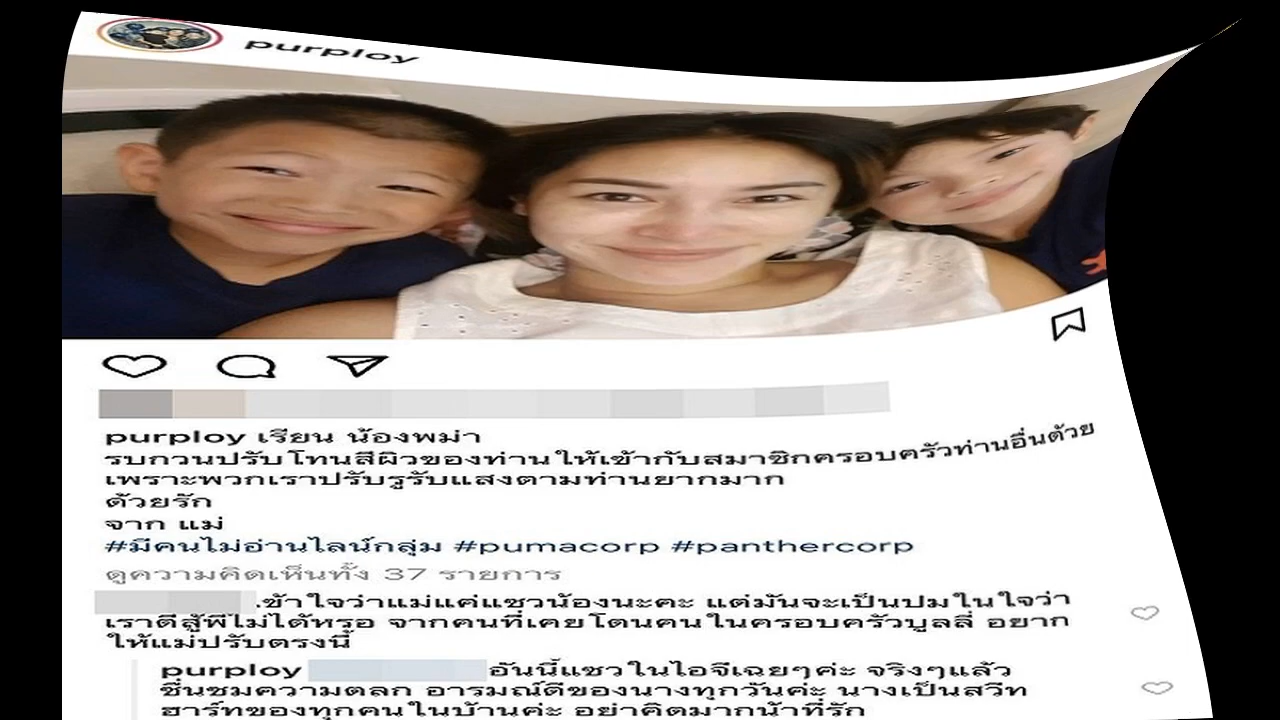 purploy
purploy เรียน น้องพม่า
รบกวนปรับโทนสีผิวของท่านให้เข้ากับสมาชิกครอบครัวท่านอื่นด้วย
เพราะพวกเราปรับรูรับแสงตามท่านยากมาก
ด้วยรัก
จาก แม่
#มีคนไม่อ่านไลน์กลุ่ม #pumacorp #panthercorp
ดูความคิดเห็นทั้ง 37 รายการ
เข้าใจว่าแม่แค่แซวน้องนะคะ แต่มันจะเป็นปมในใจว่า
เราดีสู้พี่ไม่ได้หรอ จากคนที่เคยโดนคนในครอบครัวบูลลี่ อยาก
ให้แม่ปรับตรงนี้
purploy อันนี้แซวในไอจีเฉยๆค่ะ จริงๆแล้ว
ชื่นชมความตลก อารมณ์ดีของนางทุกวันค่ะ นางเป็นสวีท
ฮาร์ทของทุกคนในบ้านค่ะ อย่าคิดมากน้าที่รัก